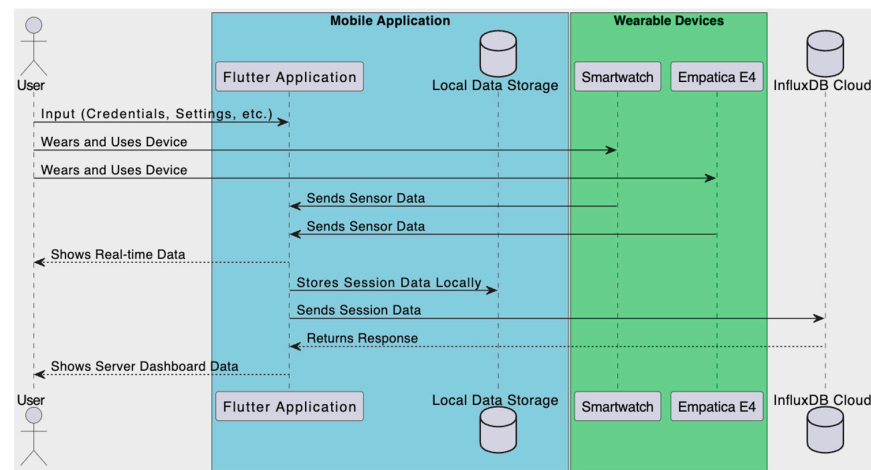 Mobile Application
Wearable Devices
User
Flutter Application
Local Data Storage
Smartwatch
Empatica E4
InfluxDB Cloud
Input (Credentials, Settings, etc.)
Wears and Uses Device
Wears and Uses Device
Sends Sensor Data
Sends Sensor Data
Shows Real-time Data
Stores Session Data Locally
Sends Session Data
Returns Response
Shows Server Dashboard Data
User
Flutter Application
Local Data Storage
Smartwatch
Empatica E4
InfluxDB Cloud